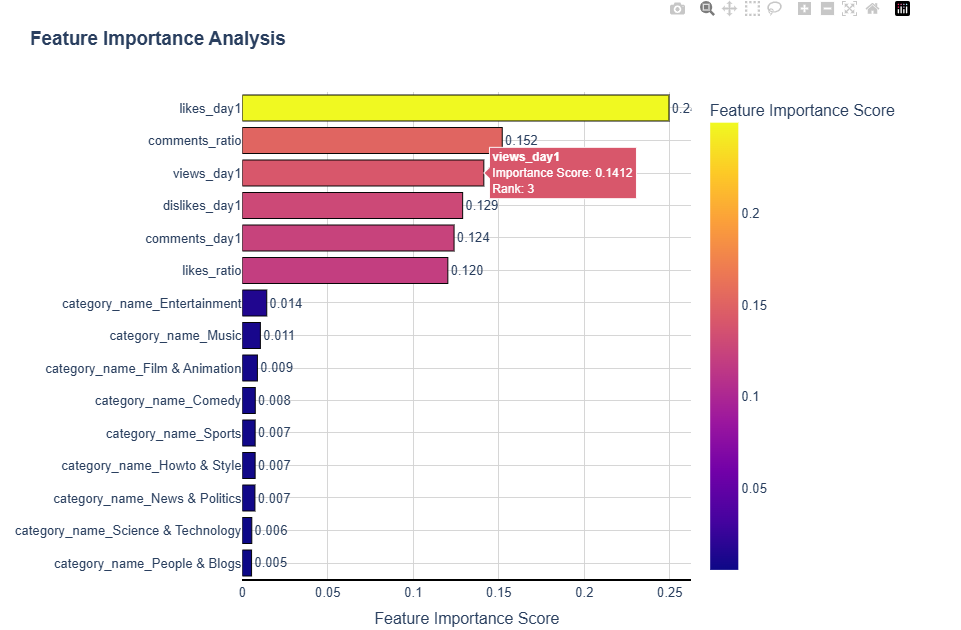 Feature Importance Analysis
Feature Importance Score
likes_day1
comments_ratio 0.152
views_day1
views_day1
Importance Score: 0.1412
Rank: 3
dislikes_day1 0.129
comments_day1 0.124
likes_ratio 0.120
category_name_Entertainment 0.014
category_name_Music 0.011
category_name_Film & Animation 0.009
category_name_Comedy 0.008
category_name_Sports 0.007
category_name_Howto & Style 0.007
category_name_News & Politics 0.007
category_name_Science & Technology 0.006
category_name_People & Blogs 0.005
0 0.05 0.1 0.15 0.2 0.25
Feature Importance Score
0.2
0.15
0.1
0.05